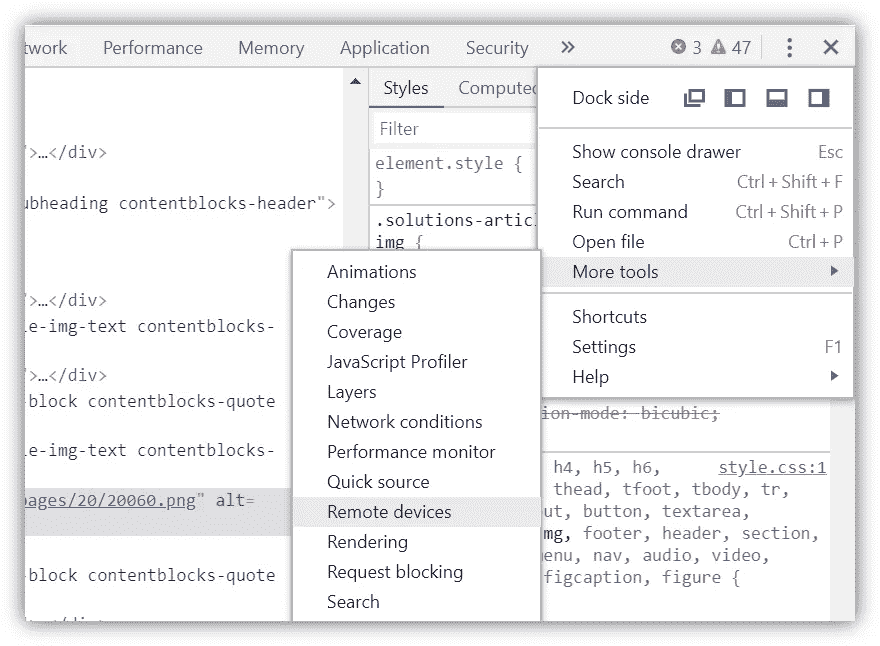 twork Performance Memory Application Security » 3 47
Styles Computed
Filter
element.style {
}
.solutions-artic
img {
">…</div>
ubheading contentblocks-header">
">…</div>
e-img-text contentblocks-
">…</div>
-block contentblocks-quote
e-img-text contentblocks-
pages/20/20060.png" alt=
-block contentblocks-quote
Dock side
Show console drawer Esc
Search Ctrl + Shift + F
Run command Ctrl + Shift + P
Open file Ctrl + P
More tools
Shortcuts
Settings F1
Help
Animations
Changes
Coverage
JavaScript Profiler
Layers
Network conditions
Performance monitor
Quick source
Remote devices
Rendering
Request blocking
Search
ion-mode: bicubic;
h4, h5, h6, style.css:1
thead, tfoot, tbody, tr,
ut, button, textarea,
mg, footer, header, section,
menu, nav, audio, video,
figcaption, figure {